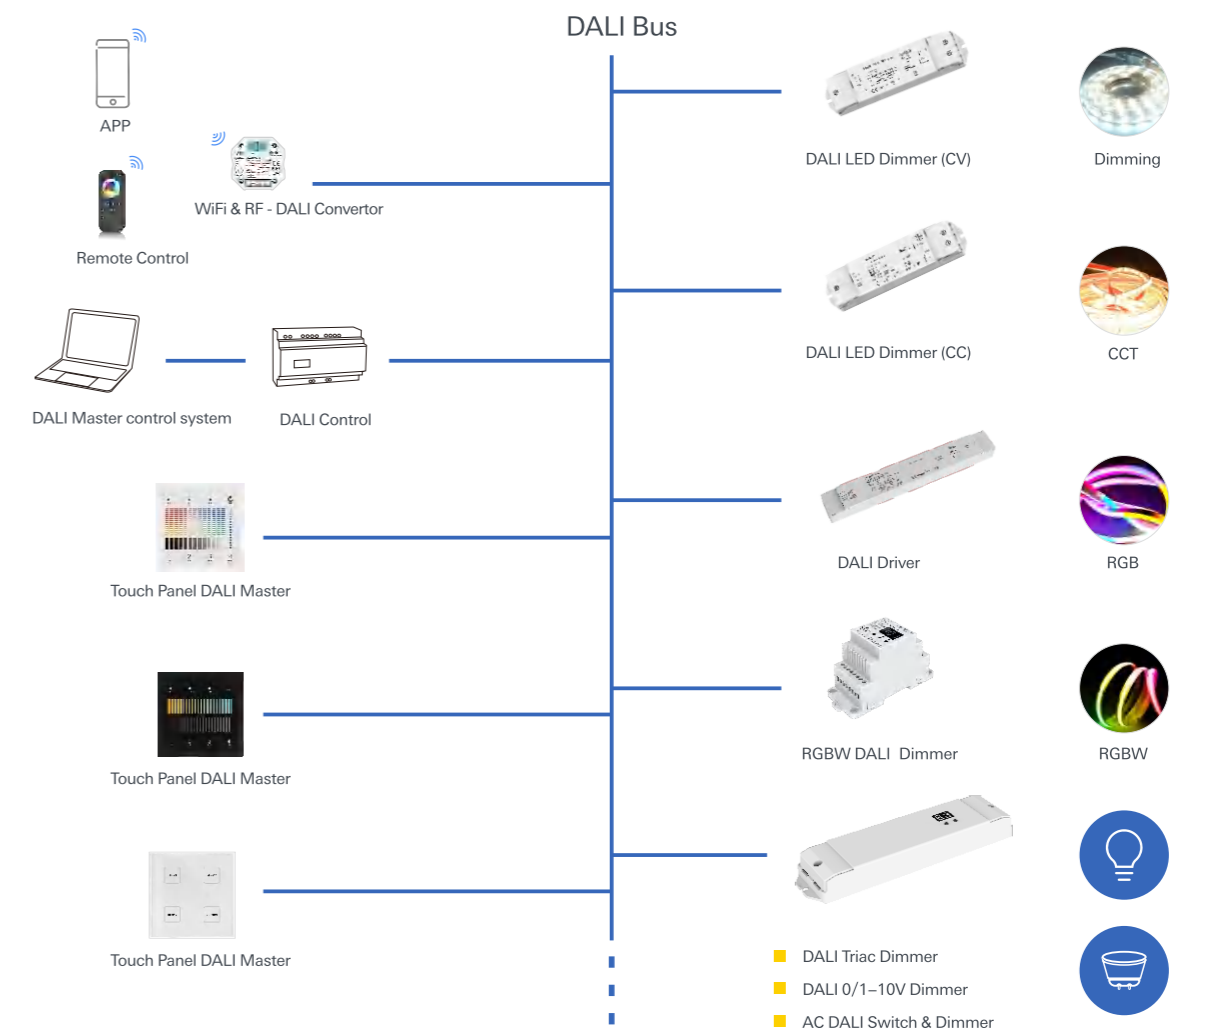 DALI Bus
APP
WiFi & RF - DALI Convertor
Remote Control
DALI Master control system
DALI Control
Touch Panel DALI Master
Touch Panel DALI Master
Touch Panel DALI Master
DALI LED Dimmer (CV)
Dimming
DALI LED Dimmer (CC)
CCT
DALI Driver
RGB
RGBW DALI Dimmer
RGBW
DALI Triac Dimmer
DALI 0/1–10V Dimmer
AC DALI Switch & Dimmer